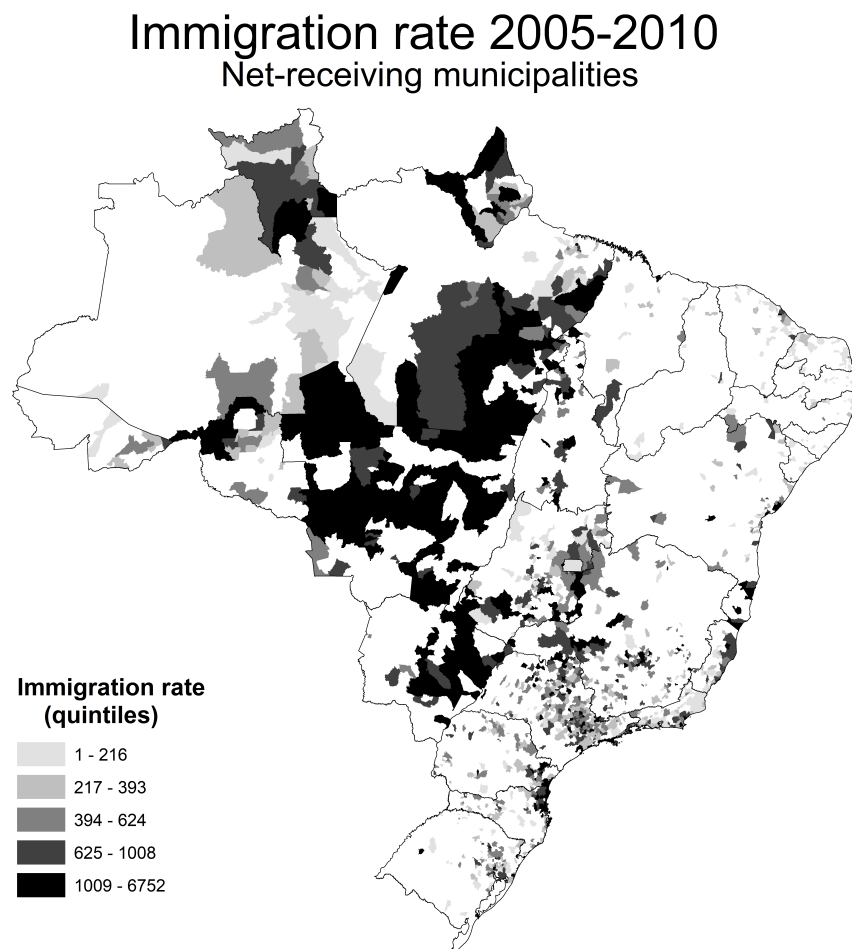 Immigration rate 2005-2010
Net-receiving municipalities
Immigration rate
(quintiles)
1 - 216
217 - 393
394 - 624
625 - 1008
1009 - 6752